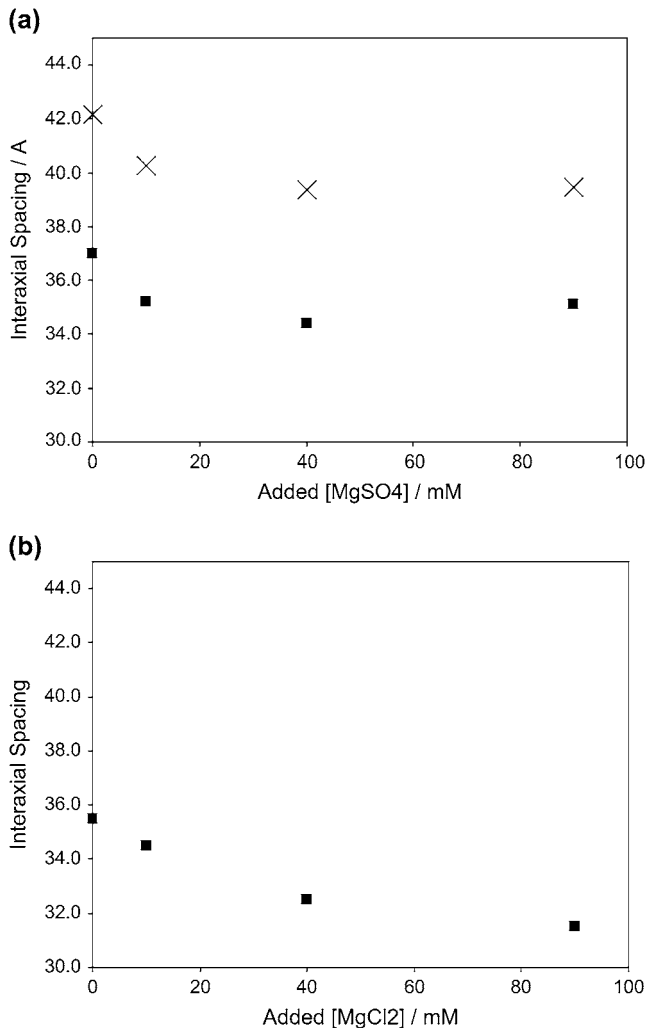 (a)
44.0
42.0
40.0
38.0
36.0
34.0
32.0
30.0
Interaxial Spacing / A
0 20 40 60 80 100
Added [MgSO4] / mM
(b)
44.0
42.0
40.0
38.0
36.0
34.0
32.0
30.0
Interaxial Spacing
0 20 40 60 80 100
Added [MgCl2] / mM